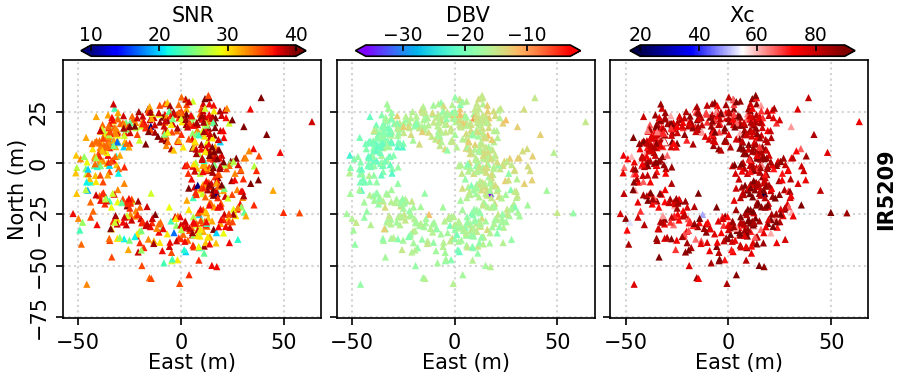 SNR DBV Xc
10 20 30 40 −30 −20 −10 20 40 60 80
25
0
−25
−50
−75
North (m)
IR5209
−50 0 50 −50 0 50 −50 0 50
East (m) East (m) East (m)